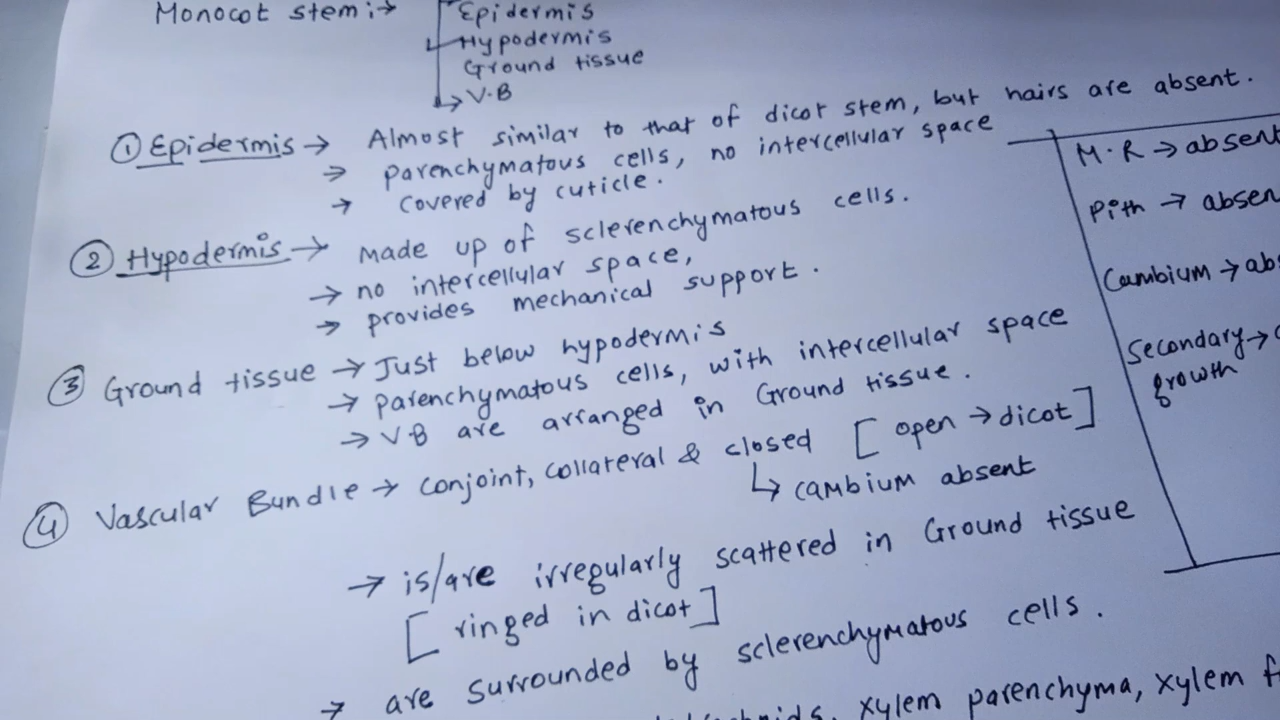 Monocot stem :→ Epidermis
Hypodermis
Ground tissue
→ V.B
① Epidermis → Almost similar to that of dicot stem, but hairs are absent.
→ parenchymatous cells, no intercellular space
→ covered by cuticle.
② Hypodermis → made up of sclerenchymatous cells.
→ no intercellular space,
→ provides mechanical support.
③ Ground tissue → Just below hypodermis
→ parenchymatous cells, with intercellular space
→ V.B are arranged in Ground tissue.
④ Vascular Bundle → conjoint, collateral & closed [open → dicot]
↳ cambium absent
→ is/are irregularly scattered in Ground tissue
[ringed in dicot]
→ are surrounded by sclerenchymatous cells.
xylem parenchyma, xylem
M.R → absent
Pith → absen
Cambium → ab
Secondary →
growth